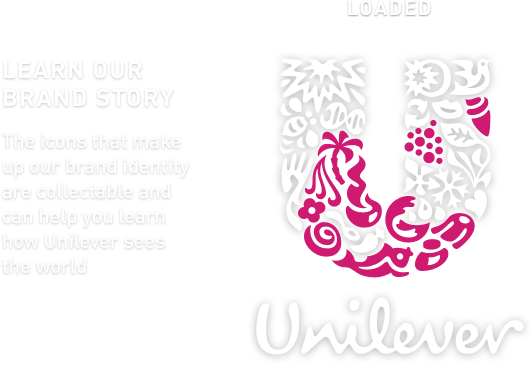 LOADED
LEARN OUR
BRAND STORY
The icons that make
up our brand identity
are collectable and
can help you learn
how Unilever sees
the world
Unilever